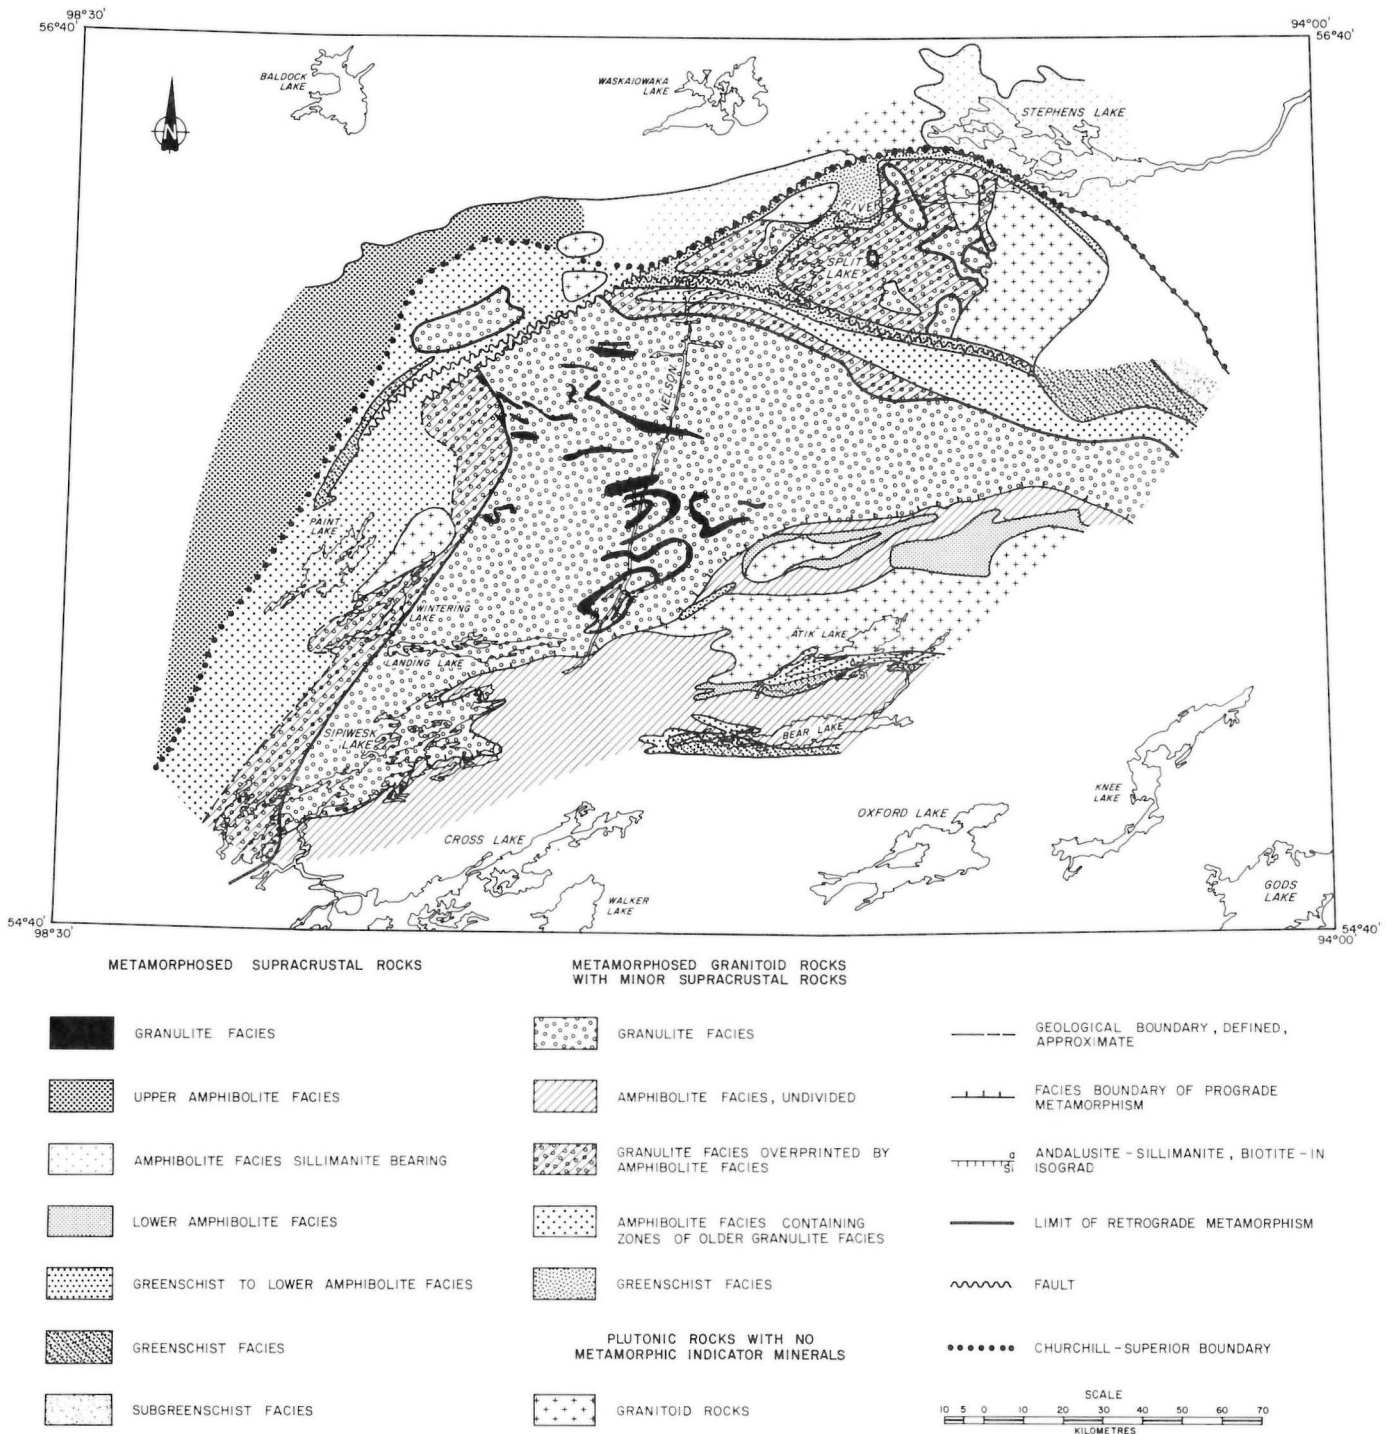 98°30'
56°40'
94°00'
56°40'
BALDOCK
LAKE
WASKAIOWAKA
LAKE
STEPHENS LAKE
N
RIVER
SPLIT
LAKE
NELSON
PAINT
LAKE
WINTERING
LAKE
LANDING LAKE
ATIK LAKE
SIPIWESK
LAKE
BEAR LAKE
KNEE
LAKE
OXFORD LAKE
CROSS LAKE
WALKER
LAKE
GODS
LAKE
54°40'
98°30'
54°40'
94°00'
METAMORPHOSED SUPRACRUSTAL ROCKS
GRANULITE FACIES
UPPER AMPHIBOLITE FACIES
AMPHIBOLITE FACIES SILLIMANITE BEARING
LOWER AMPHIBOLITE FACIES
GREENSCHIST TO LOWER AMPHIBOLITE FACIES
GREENSCHIST FACIES
SUBGREENSCHIST FACIES
METAMORPHOSED GRANITOID ROCKS
WITH MINOR SUPRACRUSTAL ROCKS
GRANULITE FACIES
AMPHIBOLITE FACIES, UNDIVIDED
GRANULITE FACIES OVERPRINTED BY
AMPHIBOLITE FACIES
AMPHIBOLITE FACIES CONTAINING
ZONES OF OLDER GRANULITE FACIES
GREENSCHIST FACIES
PLUTONIC ROCKS WITH NO
METAMORPHIC INDICATOR MINERALS
GRANITOID ROCKS
GEOLOGICAL BOUNDARY, DEFINED,
APPROXIMATE
FACIES BOUNDARY OF PROGRADE
METAMORPHISM
a
Si
ANDALUSITE-SILLIMANITE, BIOTITE-IN
ISOGRAD
LIMIT OF RETROGRADE METAMORPHISM
FAULT
CHURCHILL-SUPERIOR BOUNDARY
SCALE
10 5 0 10 20 30 40 50 60 70
KILOMETRES